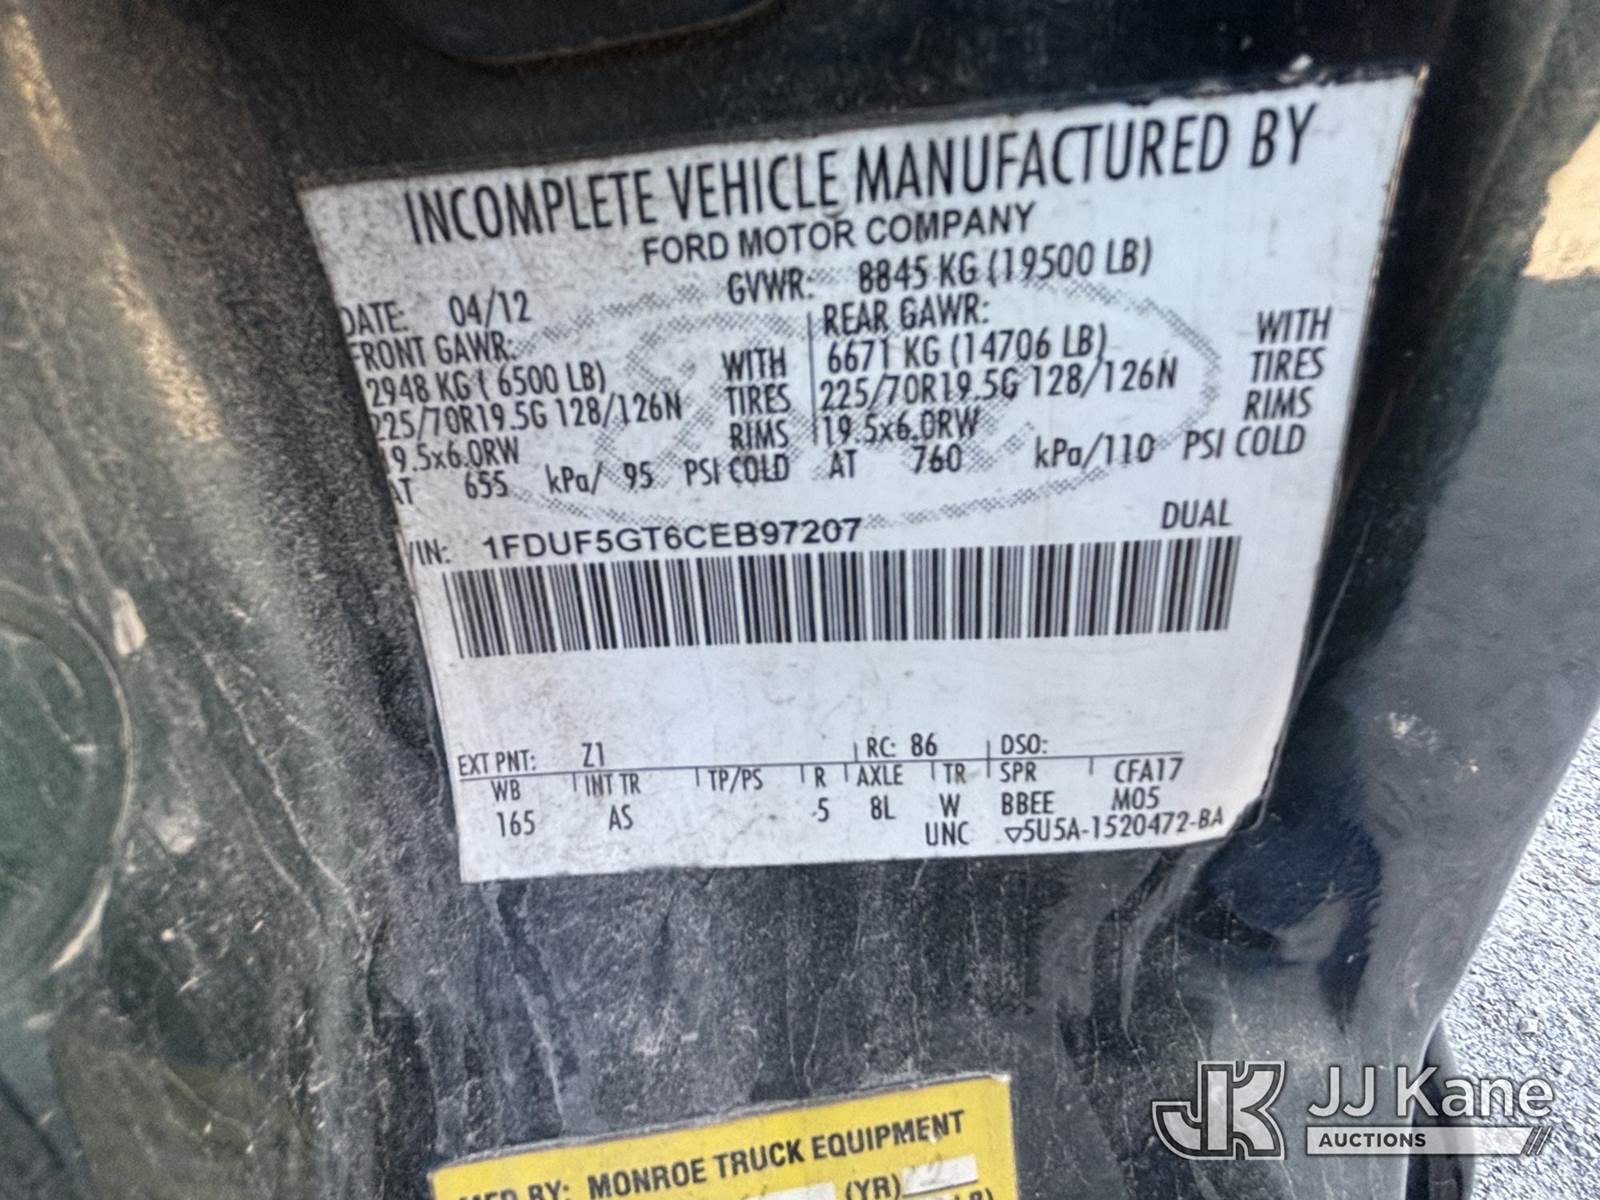 INCOMPLETE VEHICLE MANUFACTURED BY
FORD MOTOR COMPANY
DATE: 04/12 GVWR: 8845 KG (19500 LB)
FRONT GAWR: REAR GAWR:
2948 KG ( 6500 LB) WITH 6671 KG (14706 LB) WITH
225/70R19.5G 128/126N TIRES 225/70R19.5G 128/126N TIRES
19.5x6.0RW RIMS 19.5x6.0RW RIMS
AT 655 kPa/ 95 PSI COLD AT 760 kPa/110 PSI COLD
VIN: 1FDUF5GT6CEB97207 DUAL
EXT PNT: Z1 RC: 86 DSO:
WB INT TR TP/PS R AXLE TR SPR CFA17
165 AS 5 8L W BBEE M05
UNC ▽5U5A-1520472-BA
MFD BY: MONROE TRUCK EQUIPMENT
(YR)
JJ Kane
AUCTIONS